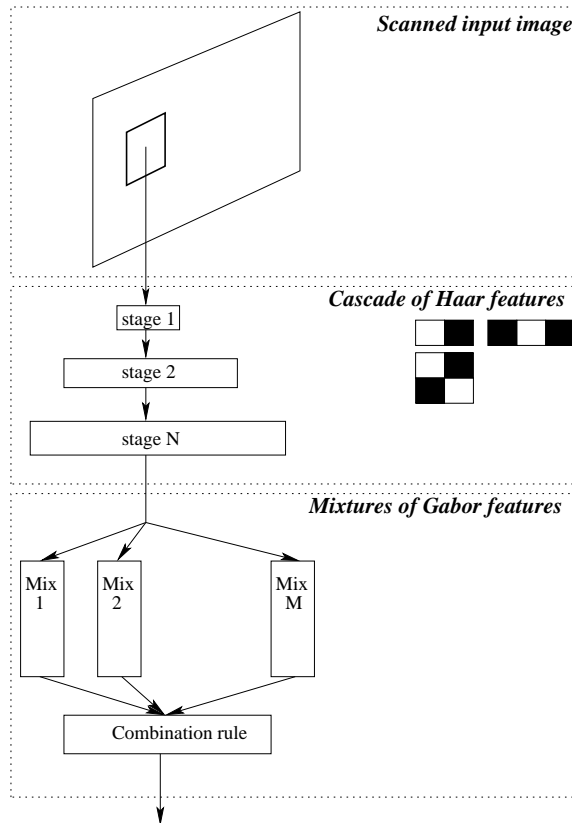 Scanned input image
Cascade of Haar features
stage 1
stage 2
stage N
Mixtures of Gabor features
Mix
1
Mix
2
Mix
M
Combination rule